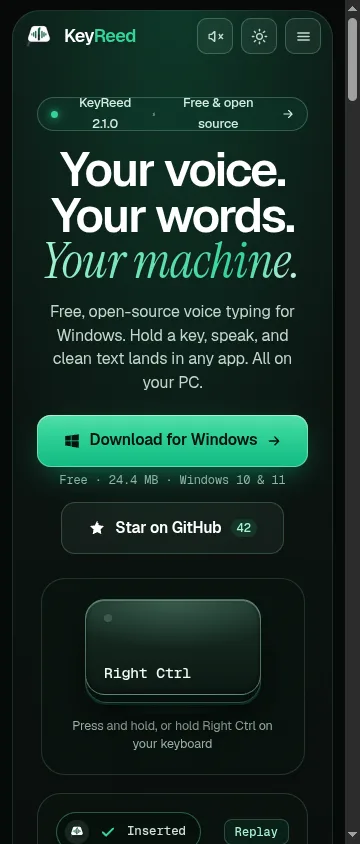 KeyReed
KeyReed 2.1.0 · Free & open source →
Your voice.
Your words.
Your machine.
Free, open-source voice typing for
Windows. Hold a key, speak, and
clean text lands in any app. All on
your PC.
Download for Windows →
Free · 24.4 MB · Windows 10 & 11
Star on GitHub 42
Right Ctrl
Press and hold, or hold Right Ctrl on
your keyboard
Inserted Replay